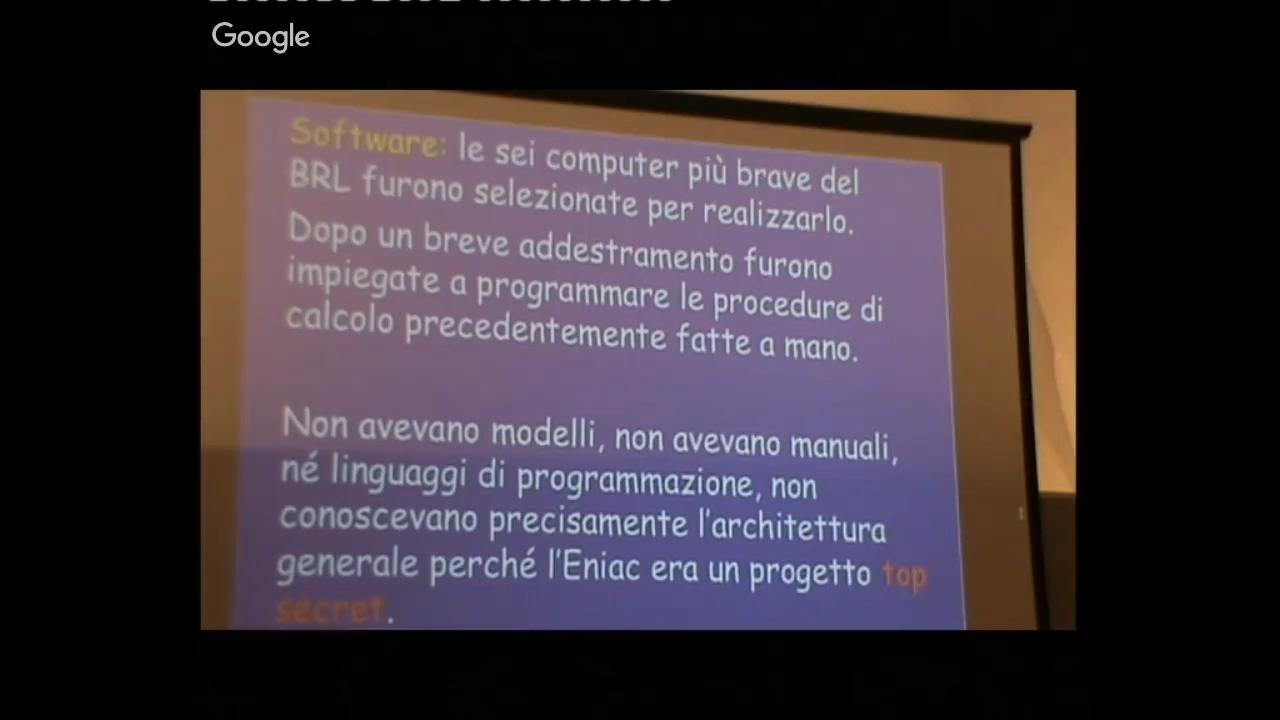 Google
Software: le sei computer più brave del
BRL furono selezionate per realizzarlo.
Dopo un breve addestramento furono
impiegate a programmare le procedure di
calcolo precedentemente fatte a mano.
Non avevano modelli, non avevano manuali,
né linguaggi di programmazione, non
conoscevano precisamente l'architettura
generale perché l'Eniac era un progetto top
secret.